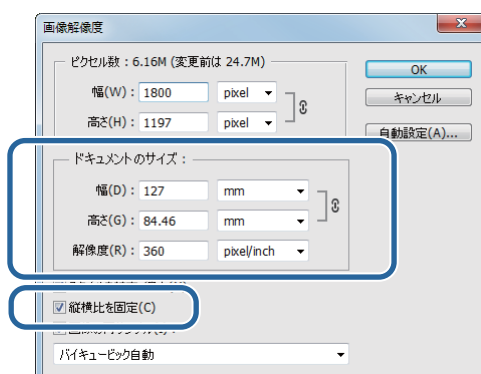 画像解像度
ピクセル数：6.16M (変更前は 24.7M)
幅(W)： 1800 pixel
高さ(H)： 1197 pixel
OK
キャンセル
自動設定(A)...
ドキュメントのサイズ：
幅(D)： 127 mm
高さ(G)： 84.46 mm
解像度(R)： 360 pixel/inch
縦横比を固定(C)
バイキュービック自動